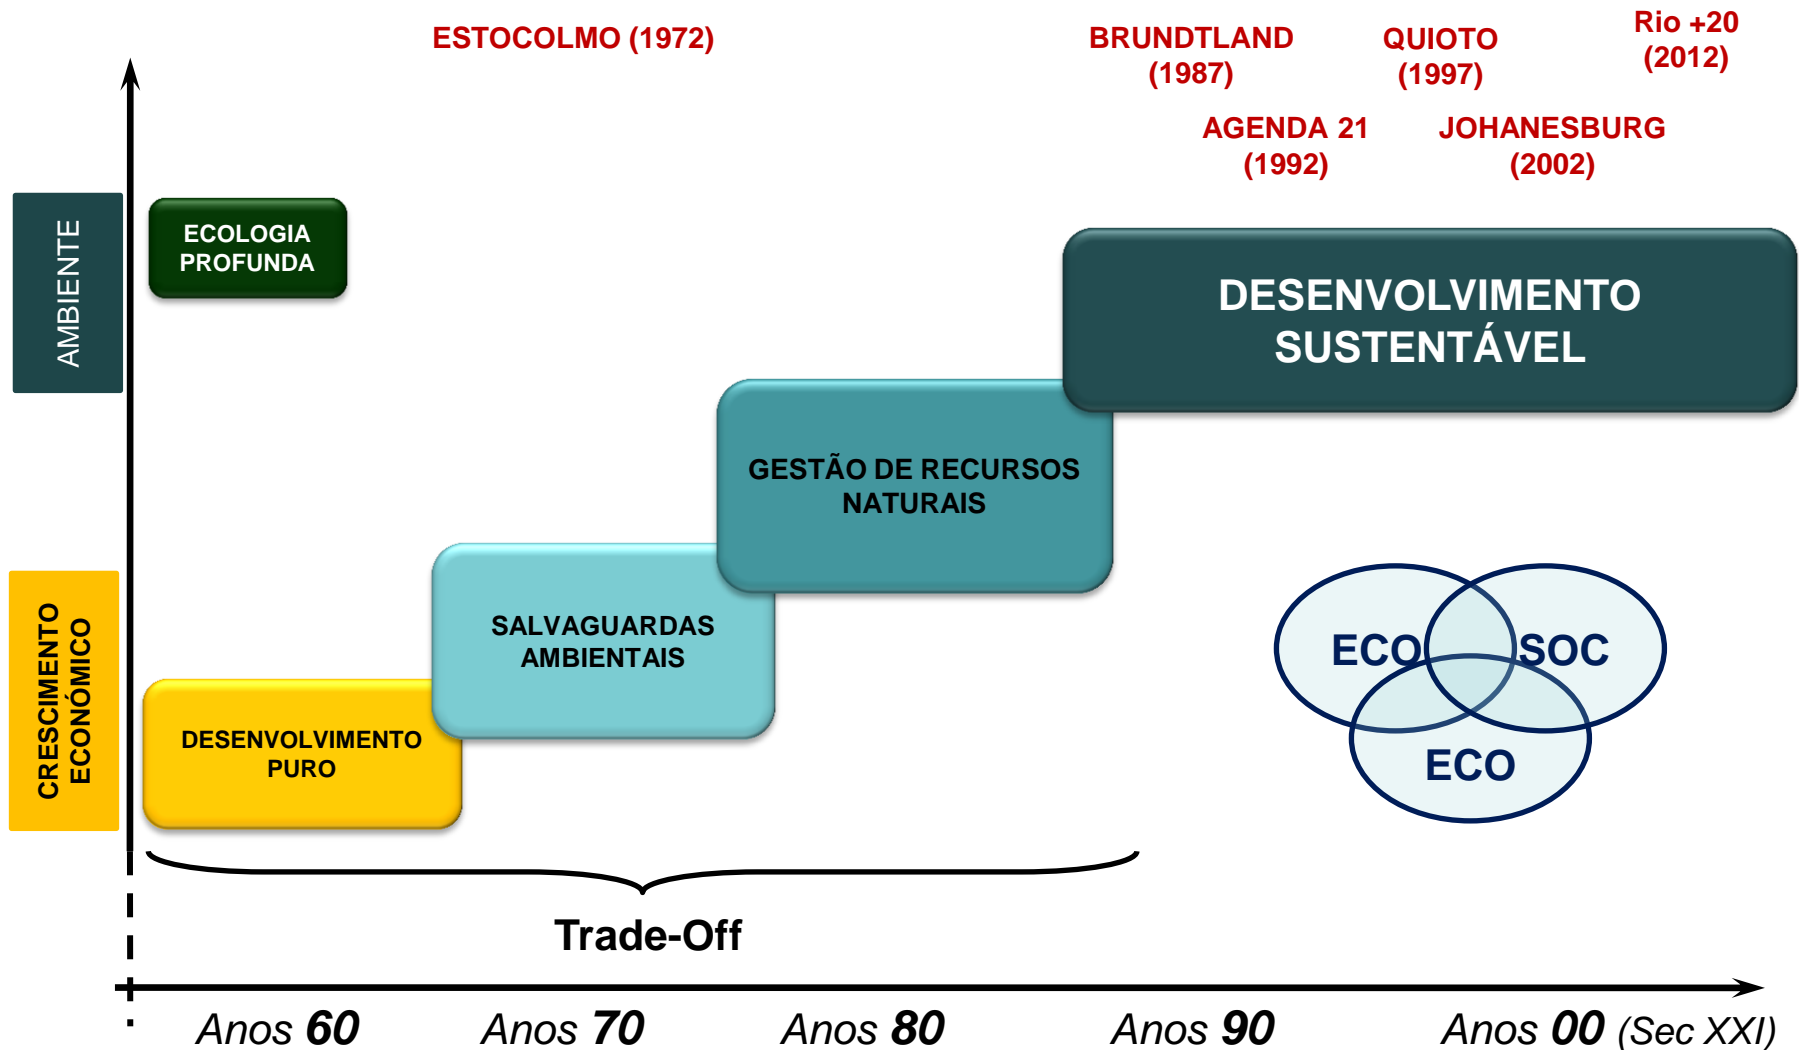 ESTOCOLMO (1972)
BRUNDTLAND
(1987)
QUIOTO
(1997)
Rio +20
(2012)
AGENDA 21
(1992)
JOHANESBURG
(2002)
AMBIENTE
ECOLOGIA
PROFUNDA
DESENVOLVIMENTO
SUSTENTÁVEL
GESTÃO DE RECURSOS
NATURAIS
SALVAGUARDAS
AMBIENTAIS
CRESCIMENTO
ECONÓMICO
DESENVOLVIMENTO
PURO
ECO
SOC
ECO
Trade-Off
Anos 60
Anos 70
Anos 80
Anos 90
Anos 00 (Sec XXI)